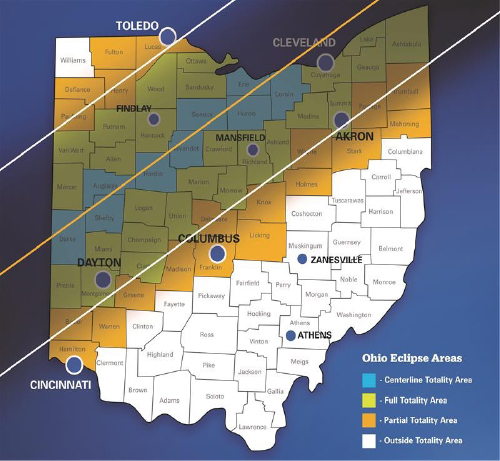 TOLEDO
CLEVELAND
Williams
Fulton
Lucas
Ottawa
Lake
Ashtabula
Geauga
Cuyahoga
Defiance
Henry
Wood
Sandusky
Erie
Lorain
Trumbull
Summit
Portage
Medina
FINDLAY
Paulding
Putnam
Hancock
Seneca
Huron
Mahoning
AKRON
MANSFIELD
Van Wert
Allen
Wyandot
Crawford
Richland
Ashland
Wayne
Stark
Columbiana
Hardin
Carroll
Mercer
Auglaize
Marion
Morrow
Holmes
Jefferson
Tuscarawas
Harrison
Shelby
Logan
Union
Delaware
Knox
Coshocton
Darke
Champaign
Licking
Muskingum
Guernsey
Belmont
COLUMBUS
Miami
Clark
Madison
Franklin
ZANESVILLE
DAYTON
Preble
Montgomery
Greene
Fairfield
Perry
Noble
Monroe
Morgan
Fayette
Pickaway
Washington
Butler
Warren
Clinton
Hocking
Athens
ATHENS
Ross
Vinton
Hamilton
Highland
Meigs
Clermont
Pike
Jackson
CINCINNATI
Brown
Adams
Scioto
Gallia
Lawrence
Ohio Eclipse Areas
- Centerline Totality Area
- Full Totality Area
- Partial Totality Area
- Outside Totality Area